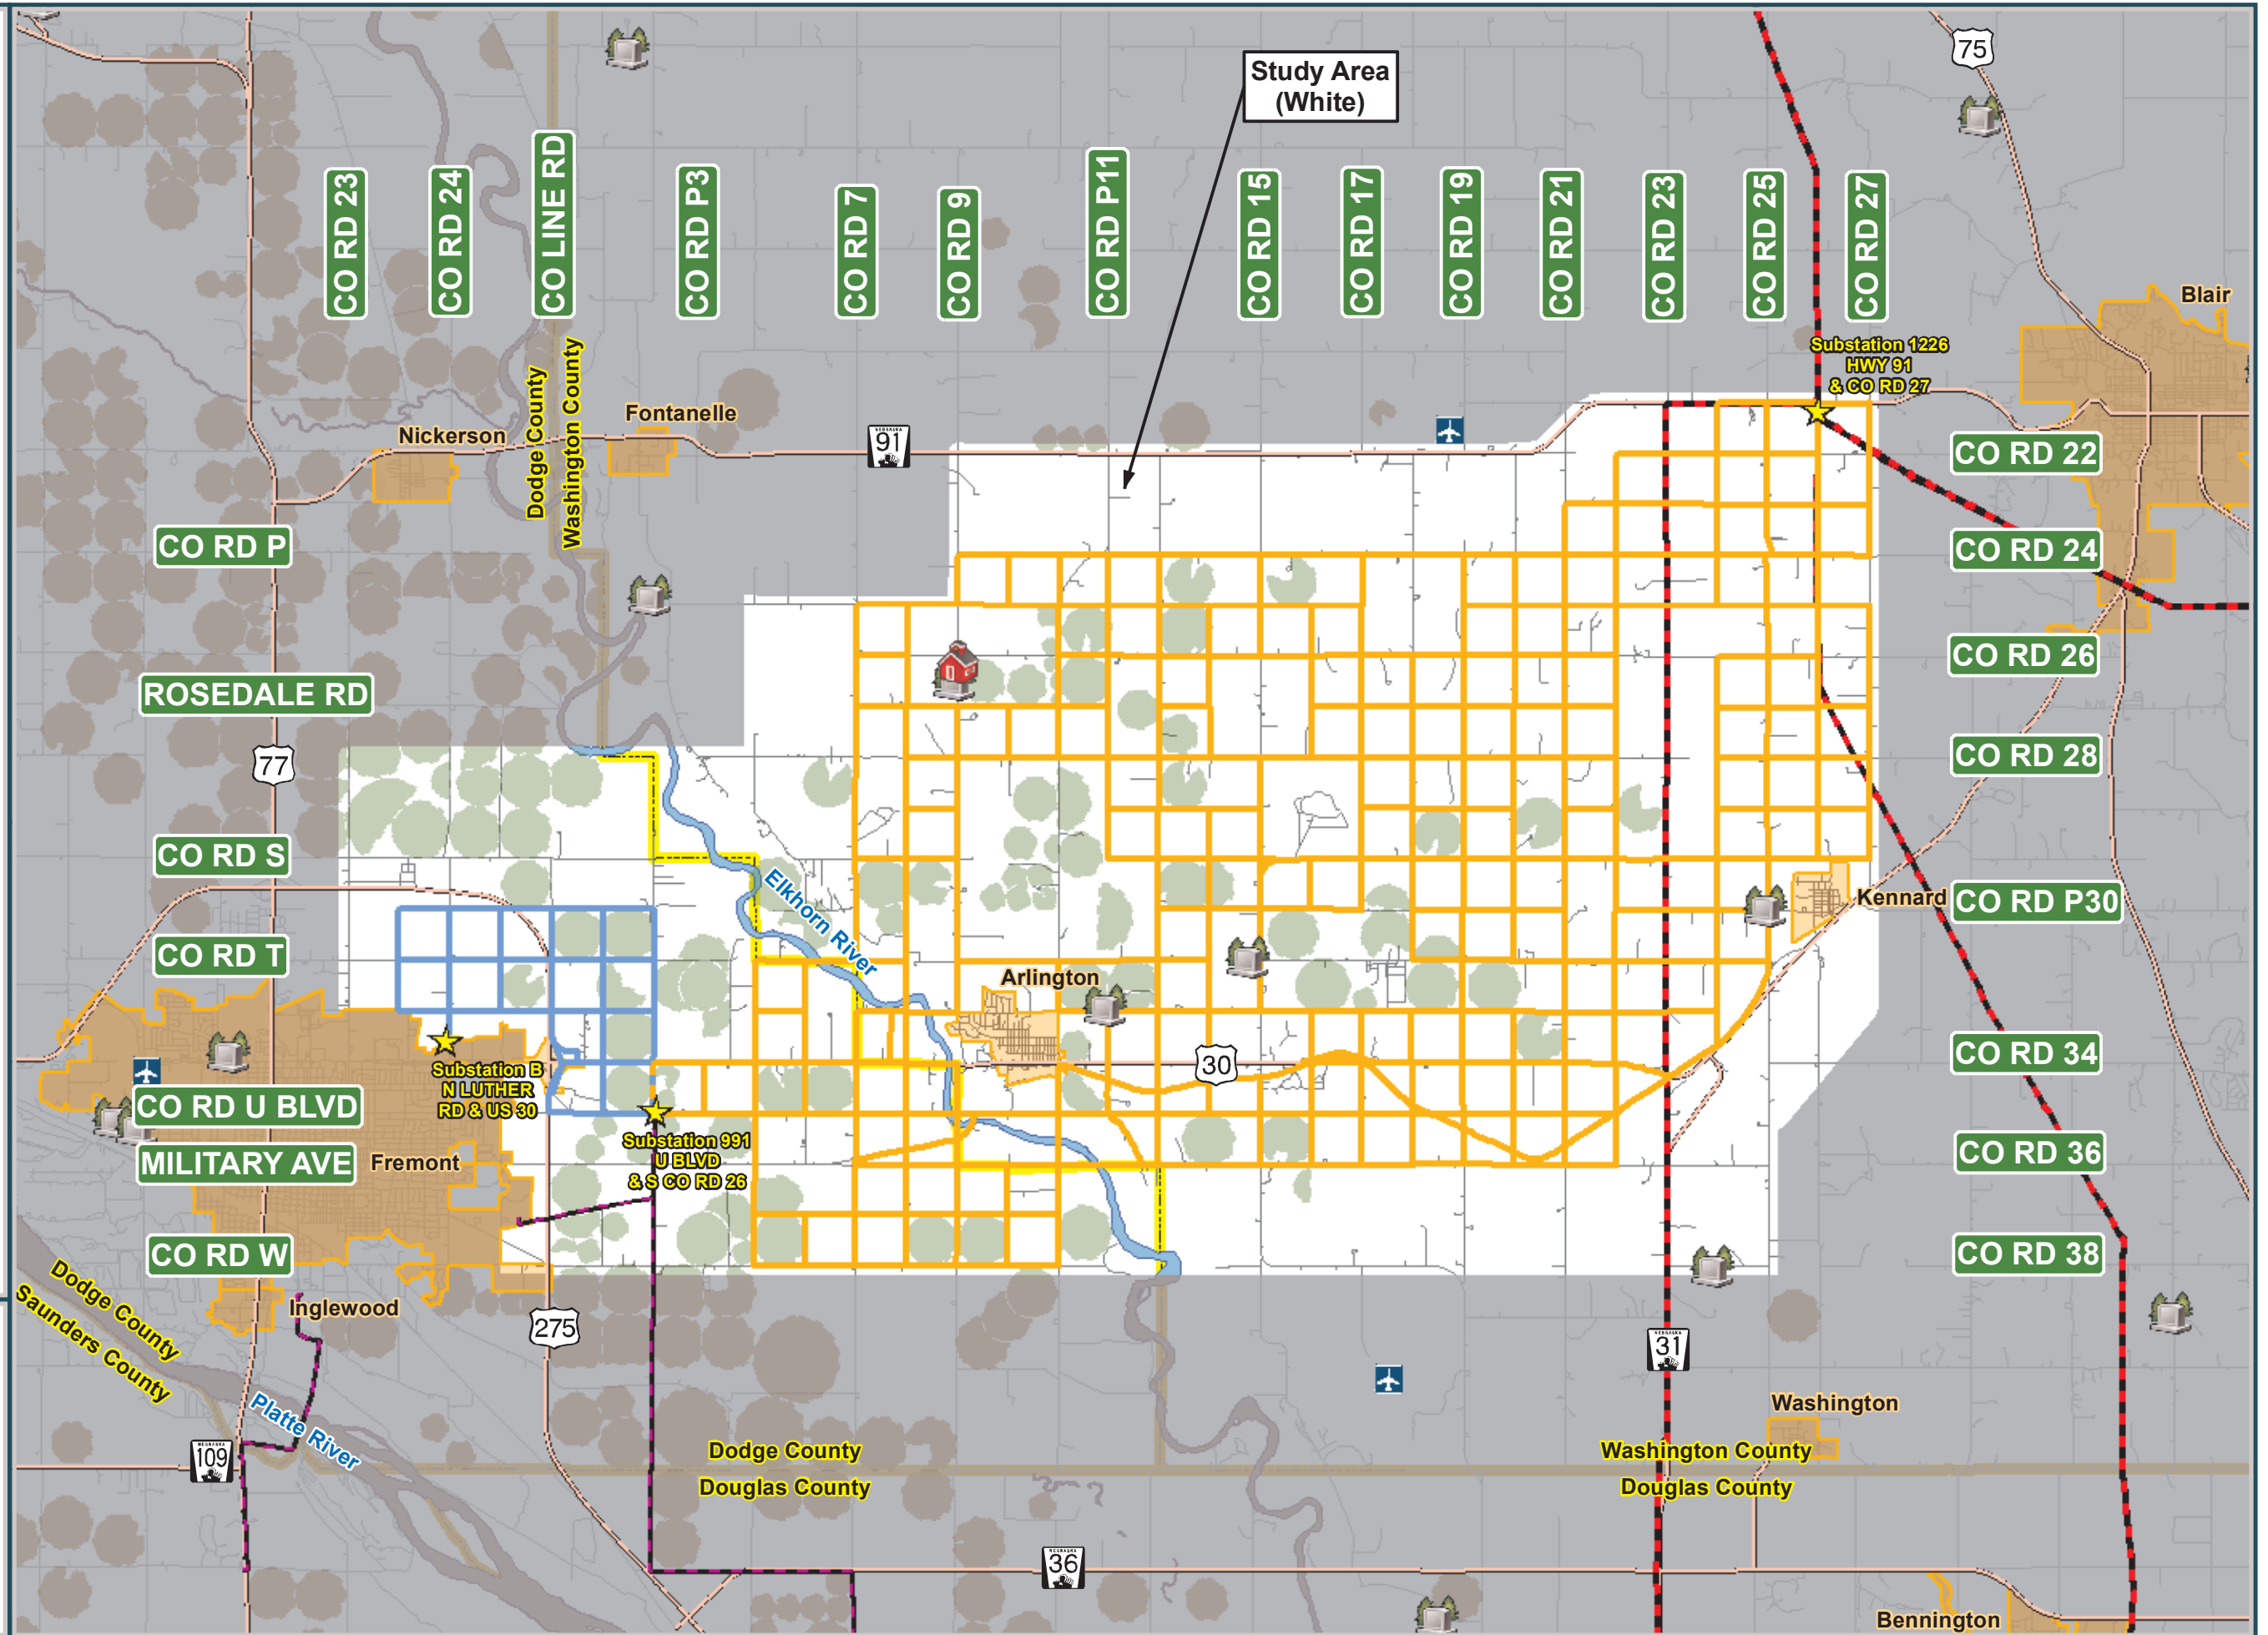 75
Study Area
(White)
CO RD 23
CO RD 24
CO LINE RD
CO RD P3
CO RD 7
CO RD 9
CO RD P11
CO RD 15
CO RD 17
CO RD 19
CO RD 21
CO RD 23
CO RD 25
CO RD 27
Blair
Substation 1226
HWY 91
& CO RD 27
Dodge County
Washington County
Fontanelle
Nickerson
NEBRASKA
91
CO RD 22
CO RD P
CO RD 24
CO RD 26
ROSEDALE RD
77
CO RD 28
CO RD S
Elkhorn River
Kennard
CO RD P30
CO RD T
Arlington
30
CO RD 34
Substation B
N LUTHER
RD & US 30
CO RD U BLVD
Substation 991
U BLVD
& S CO RD 26
MILITARY AVE
Fremont
CO RD 36
CO RD W
CO RD 38
Dodge County
Saunders County
Inglewood
275
NEBRASKA
31
Platte River
Washington
NEBRASKA
109
Dodge County
Douglas County
Washington County
Douglas County
NEBRASKA
36
Bennington